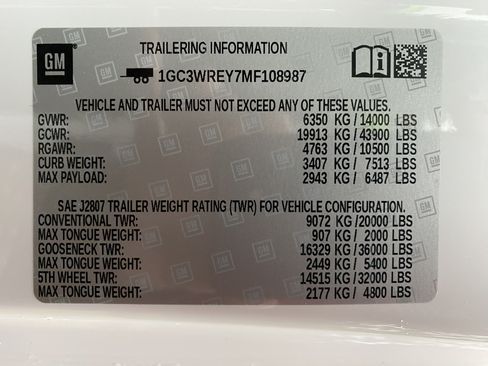 GM
TRAILERING INFORMATION
1GC3WREY7MF108987
VEHICLE AND TRAILER MUST NOT EXCEED ANY OF THESE VALUES.
GVWR: 6350 KG/14000 LBS
GCWR: 19913 KG/43900 LBS
RGAWR: 4763 KG/10500 LBS
CURB WEIGHT: 3407 KG/ 7513 LBS
MAX PAYLOAD: 2943 KG/ 6487 LBS
SAE J2807 TRAILER WEIGHT RATING (TWR) FOR VEHICLE CONFIGURATION.
CONVENTIONAL TWR: 9072 KG/20000 LBS
MAX TONGUE WEIGHT: 907 KG/ 2000 LBS
GOOSENECK TWR: 16329 KG/36000 LBS
MAX TONGUE WEIGHT: 2449 KG/ 5400 LBS
5TH WHEEL TWR: 14515 KG/32000 LBS
MAX TONGUE WEIGHT: 2177 KG/ 4800 LBS